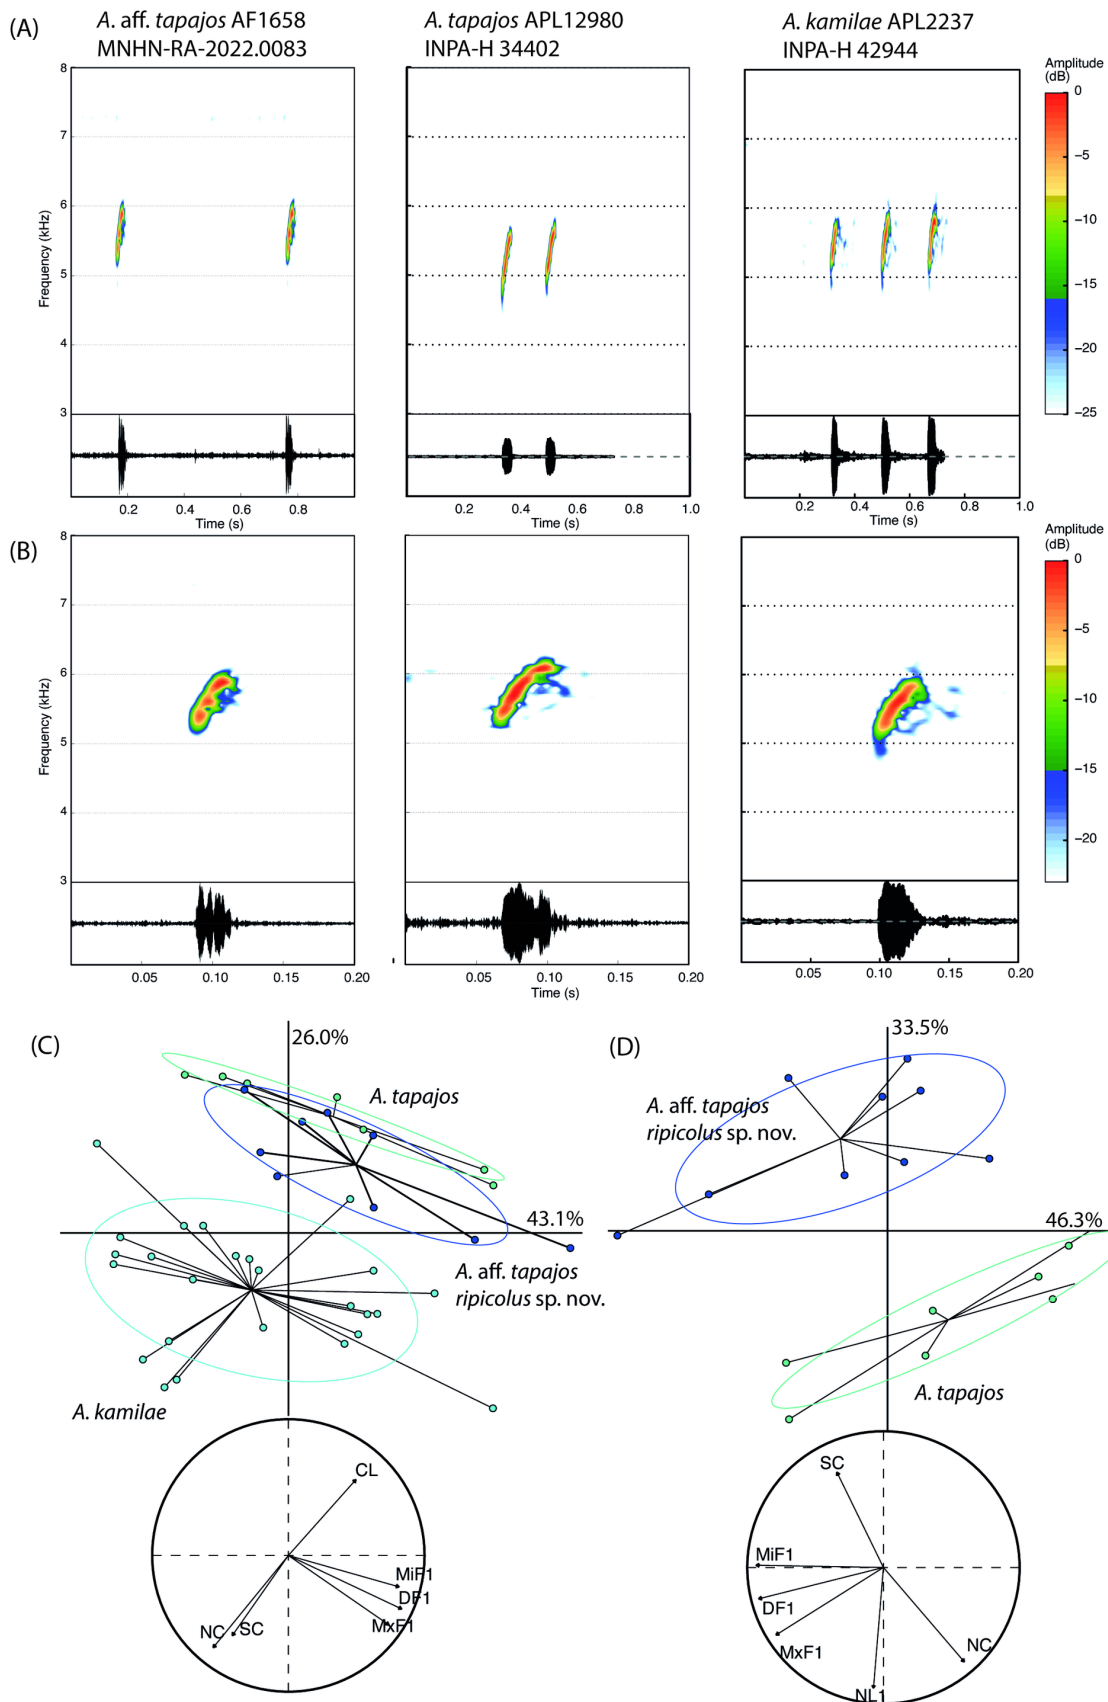 (A)
A. aff. tapajos AF1658
MNHN-RA-2022.0083
A. tapajos APL12980
INPA-H 34402
A. kamilae APL2237
INPA-H 42944
Amplitude
(dB)
0
−5
−10
−15
−20
−25
8
7
6
5
4
3
Frequency (kHz)
0.2 0.4 0.6 0.8
Time (s)
0.2 0.4 0.6 0.8 1.0
Time (s)
0.2 0.4 0.6 0.8 1.0
Time (s)
(B)
Amplitude
(dB)
0
−5
−10
−15
−20
8
7
6
5
4
3
Frequency (kHz)
0.05 0.10 0.15 0.20
0.05 0.10 0.15 0.20
Time (s)
0.05 0.10 0.15 0.20
(C)
26.0%
A. tapajos
43.1%
A. aff. tapajos
ripicolus sp. nov.
A. kamilae
CL
MiF1
DF1
MxF1
NC
SC
(D)
33.5%
A. aff. tapajos
ripicolus sp. nov.
46.3%
A. tapajos
SC
MiF1
DF1
MxF1
NC
NL1